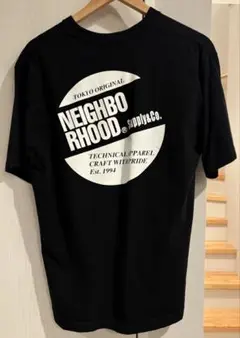 TOKYO ORIGINAL
NEIGHBO
RHOOD® Supply&Co.
TECHNICAL APPAREL
CRAFT WITH PRIDE
Est. 1994